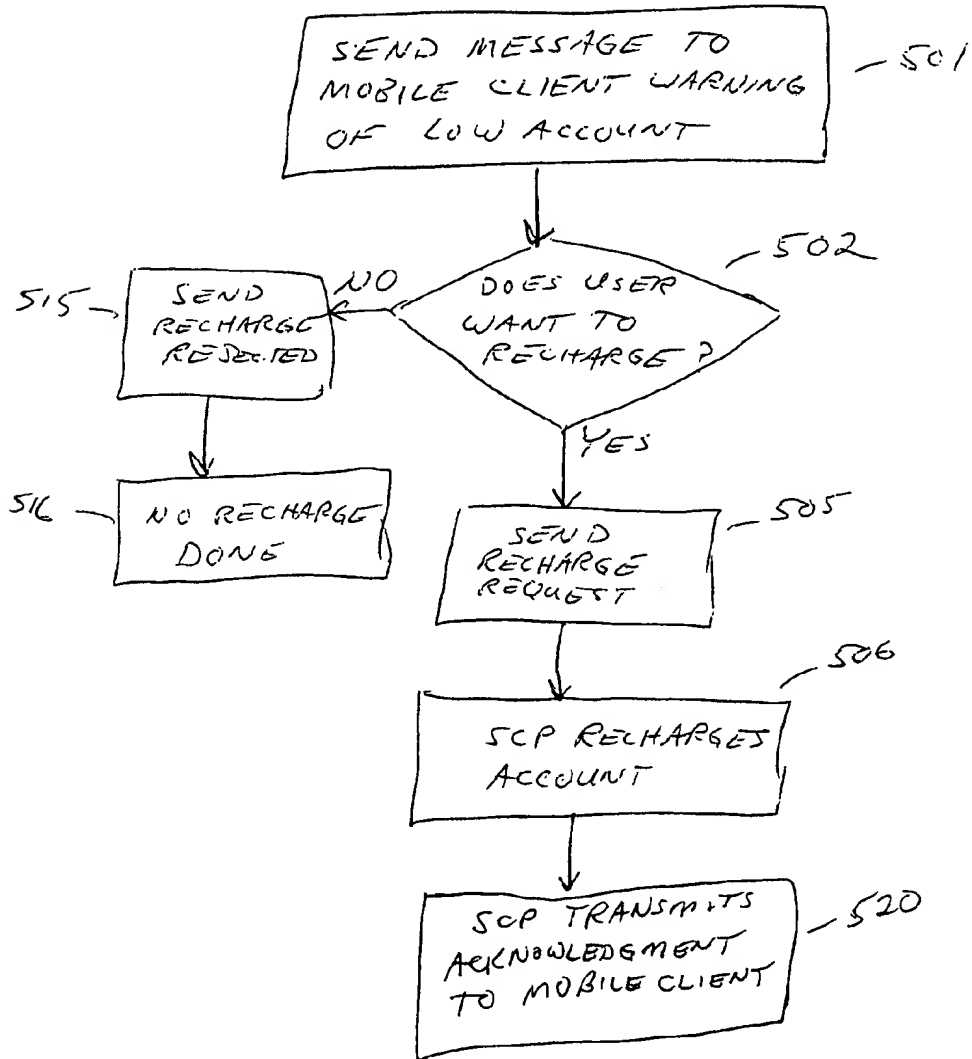 SEND MESSAGE TO
MOBILE CLIENT WARNING
OF LOW ACCOUNT
501
502
DOES USER
WANT TO
RECHARGE?
NO
515
SEND
RECHARGE
REJECTED
516
NO RECHARGE
DONE
YES
505
SEND
RECHARGE
REQUEST
506
SCP RECHARGES
ACCOUNT
520
SCP TRANSMITS
ACKNOWLEDGMENT
TO MOBILE CLIENT